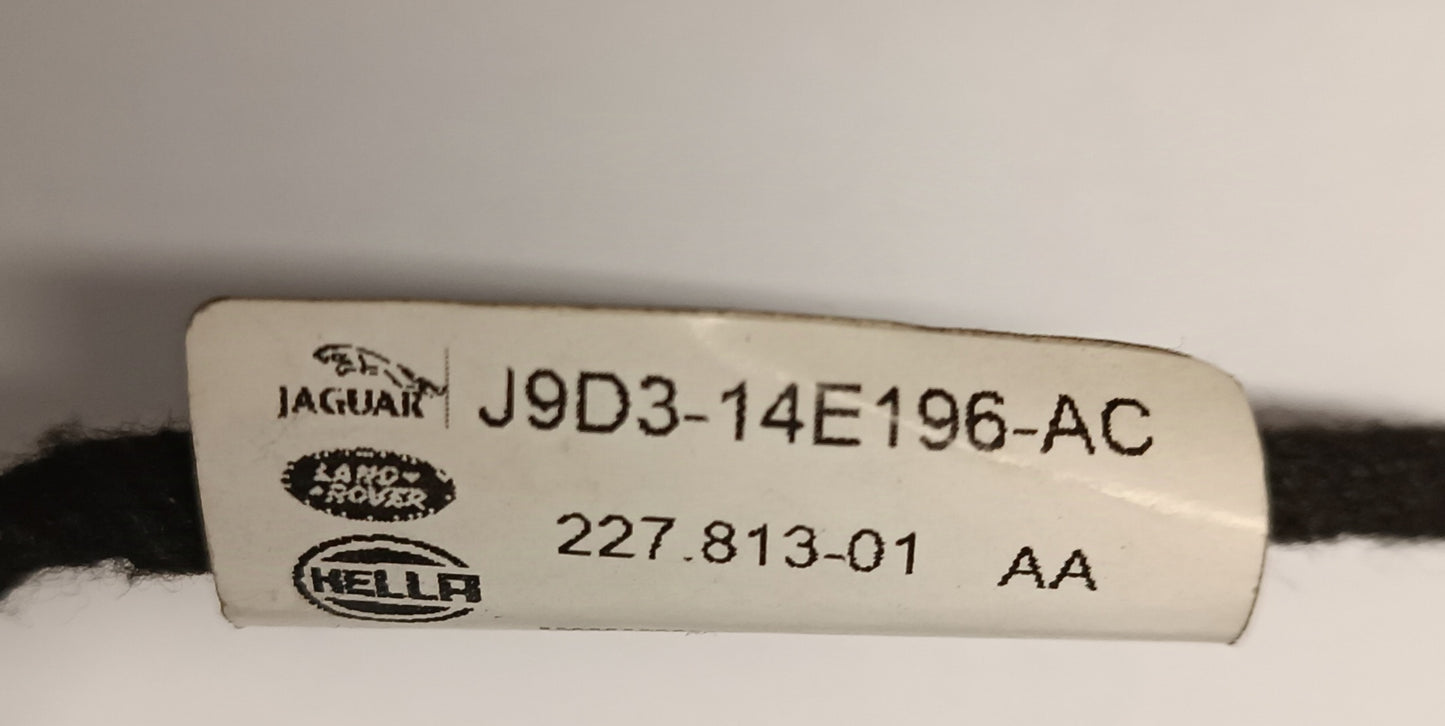 JAGUAR J9D3-14E196-AC
LAND
ROVER
227.813-01 AA
HELLA